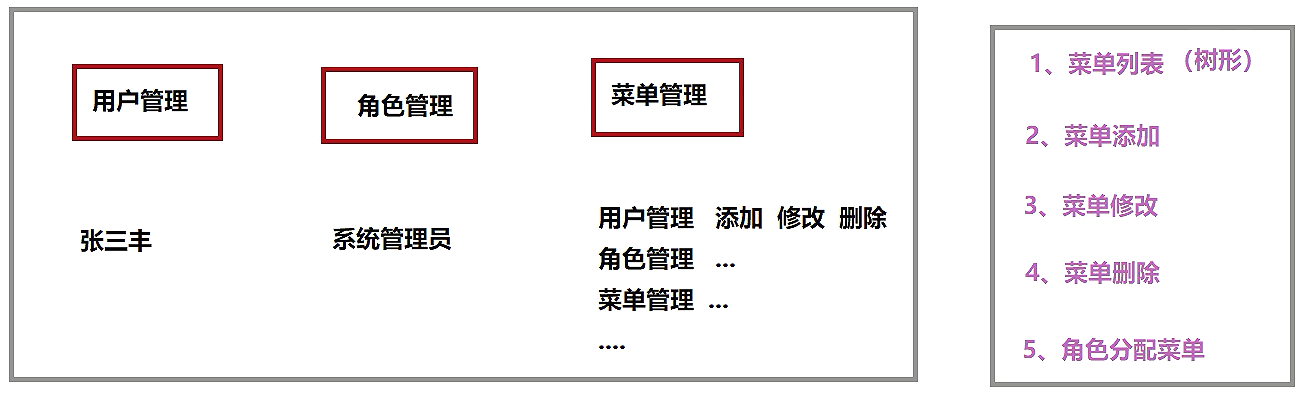 用户管理 角色管理 菜单管理
张三丰 系统管理员
用户管理 添加 修改 删除
角色管理 ...
菜单管理 ...
....
1、菜单列表 （树形）
2、菜单添加
3、菜单修改
4、菜单删除
5、角色分配菜单